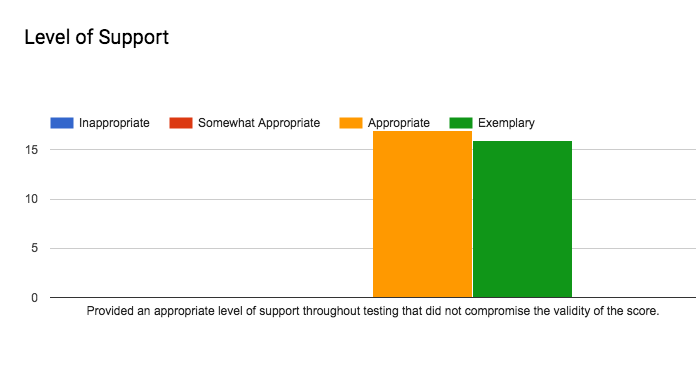 Level of Support
Inappropriate Somewhat Appropriate Appropriate Exemplary
15
10
5
0
Provided an appropriate level of support throughout testing that did not compromise the validity of the score.